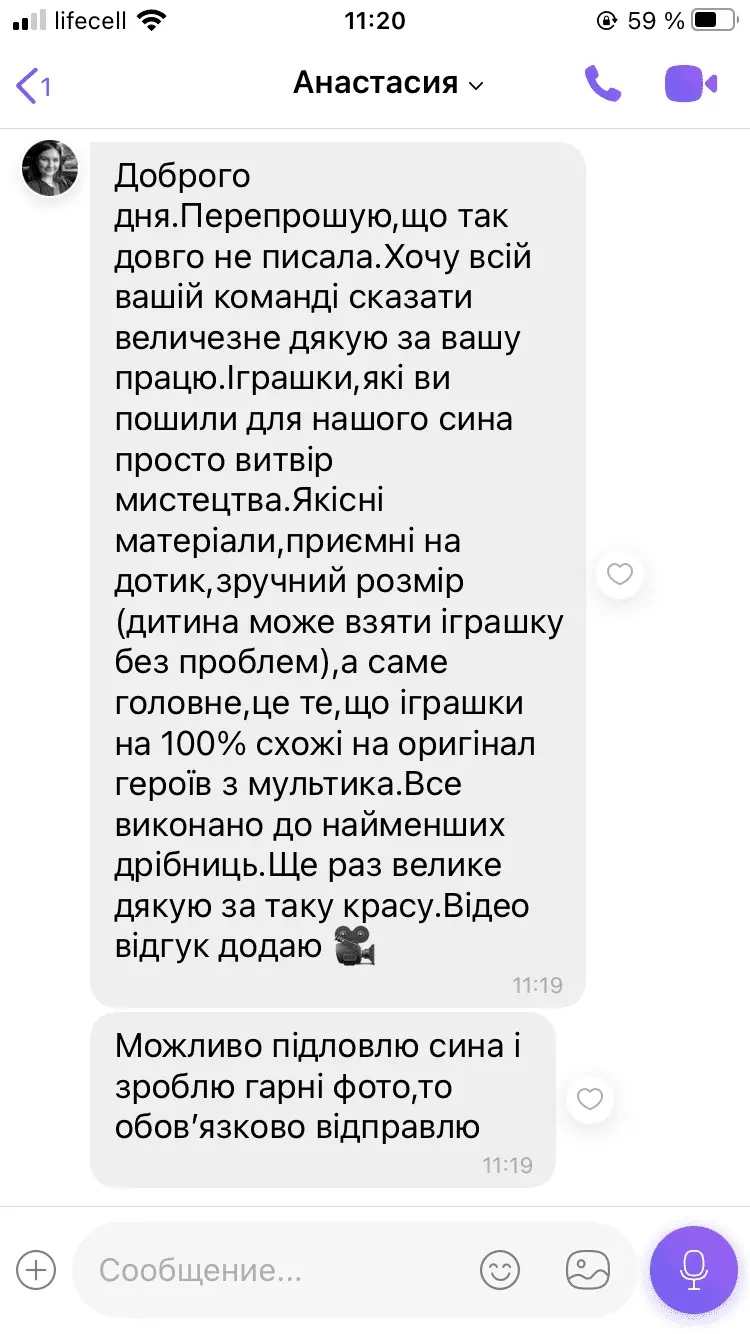 lifecell 11:20 59 %
1 Анастасия
Доброго
дня.Перепрошую,що так
довго не писала.Хочу всій
вашій команді сказати
величезне дякую за вашу
працю.Іграшки,які ви
пошили для нашого сина
просто витвір
мистецтва.Якісні
матеріали,приємні на
дотик,зручний розмір
(дитина може взяти іграшку
без проблем),а саме
головне,це те,що іграшки
на 100% схожі на оригінал
героїв з мультика.Все
виконано до найменших
дрібниць.Ще раз велике
дякую за таку красу.Відео
відгук додаю 🎥
11:19
Можливо підловлю сина і
зроблю гарні фото,то
обов’язково відправлю
11:19
Сообщение...